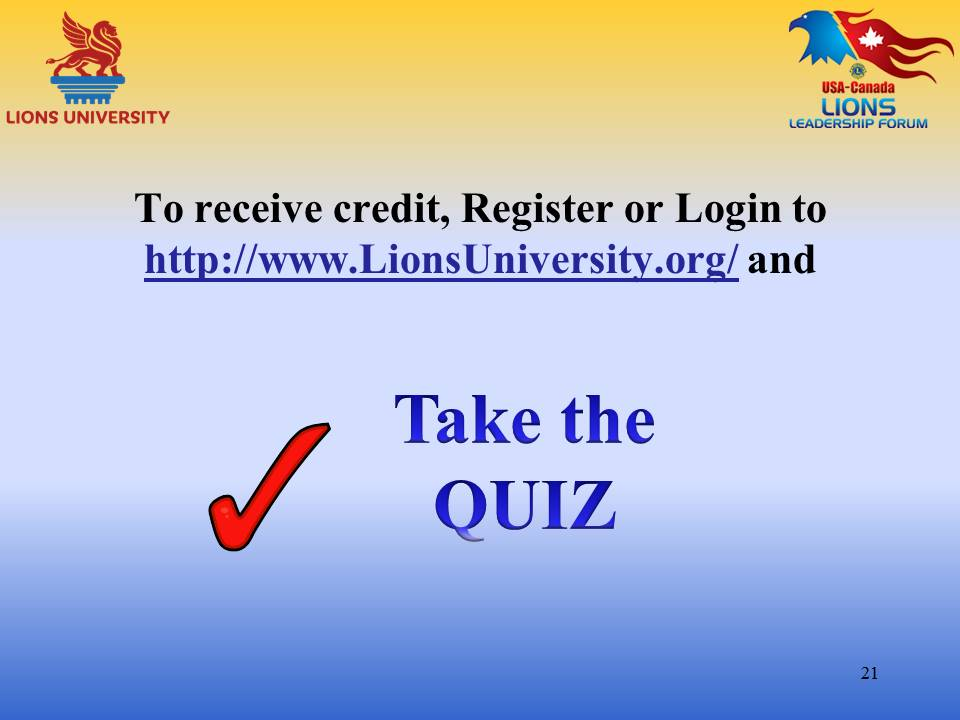 LIONS UNIVERSITY
USA-Canada
LIONS
LEADERSHIP FORUM
To receive credit, Register or Login to
http://www.LionsUniversity.org/ and
Take the
QUIZ
21